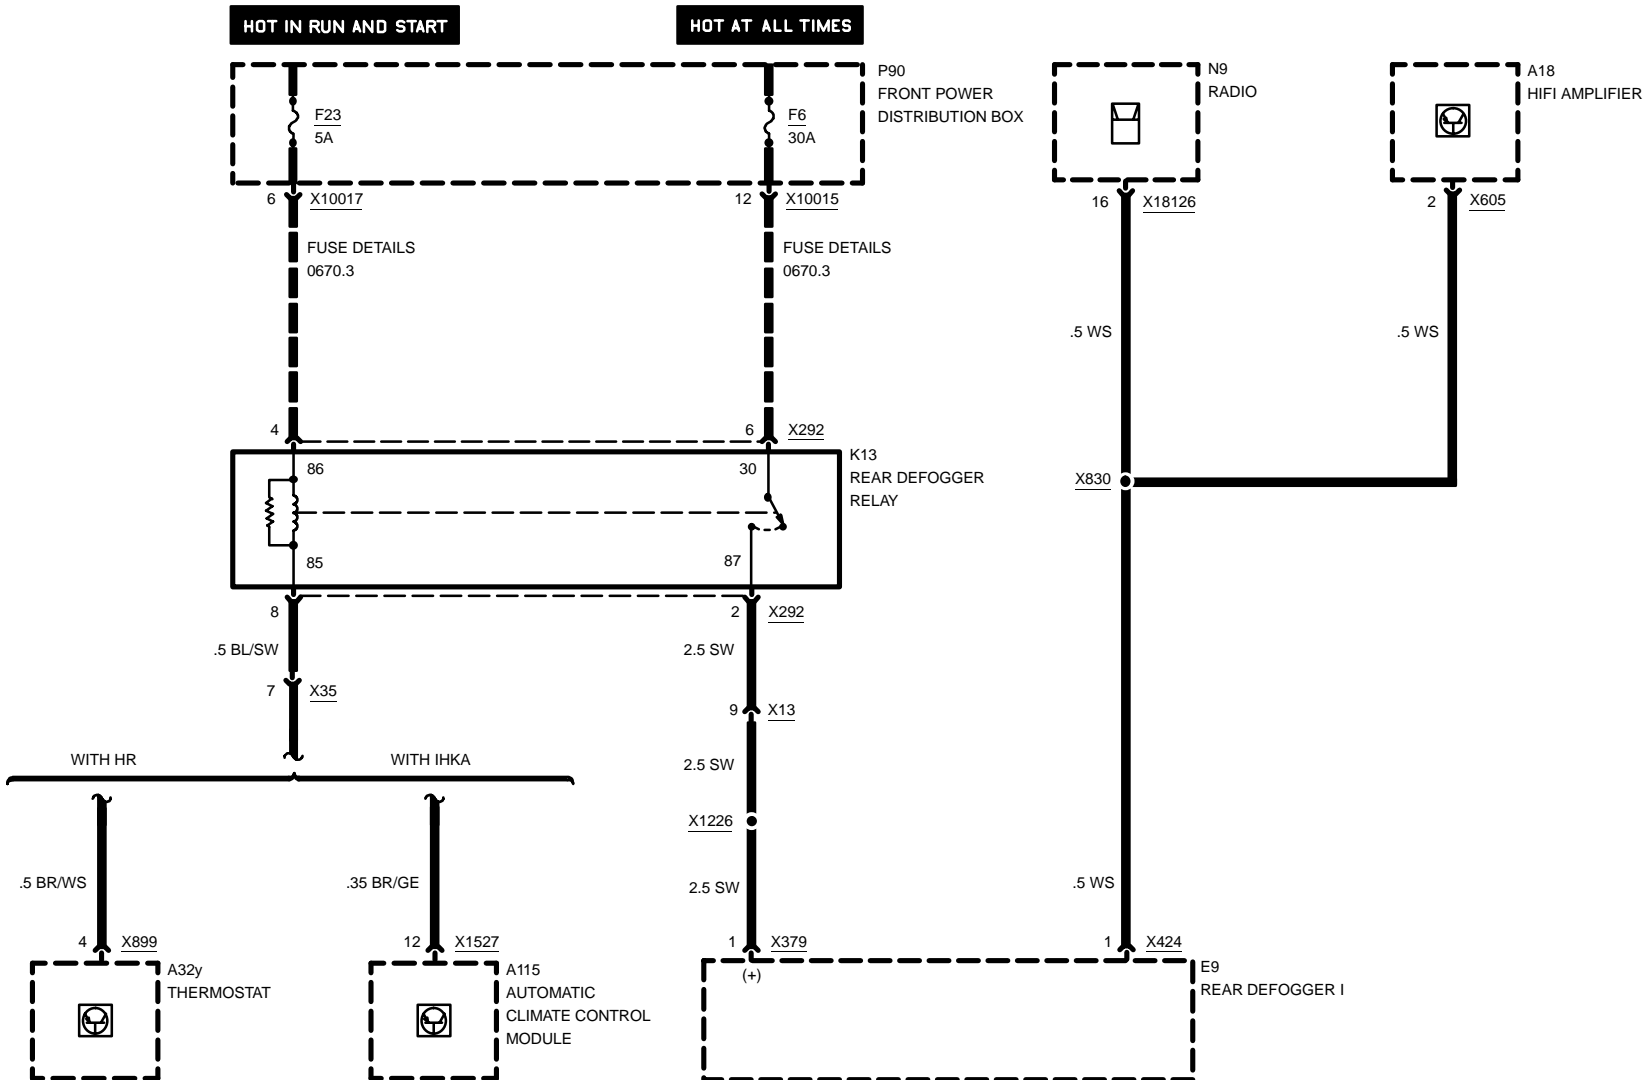 HOT IN RUN AND START
HOT AT ALL TIMES
P90
FRONT POWER
DISTRIBUTION BOX
N9
RADIO
A18
HIFI AMPLIFIER
F23
5A
F6
30A
6 X10017
12 X10015
16 X18126
2 X605
FUSE DETAILS
0670.3
FUSE DETAILS
0670.3
.5 WS
.5 WS
4
6 X292
K13
REAR DEFOGGER
RELAY
86
30
X830
85
87
8
2 X292
.5 BL/SW
2.5 SW
7 X35
9 X13
WITH HR
WITH IHKA
2.5 SW
X1226
.5 BR/WS
.35 BR/GE
2.5 SW
.5 WS
4 X899
12 X1527
1 X379
1 X424
A32y
THERMOSTAT
A115
AUTOMATIC
CLIMATE CONTROL
MODULE
(+)
E9
REAR DEFOGGER I